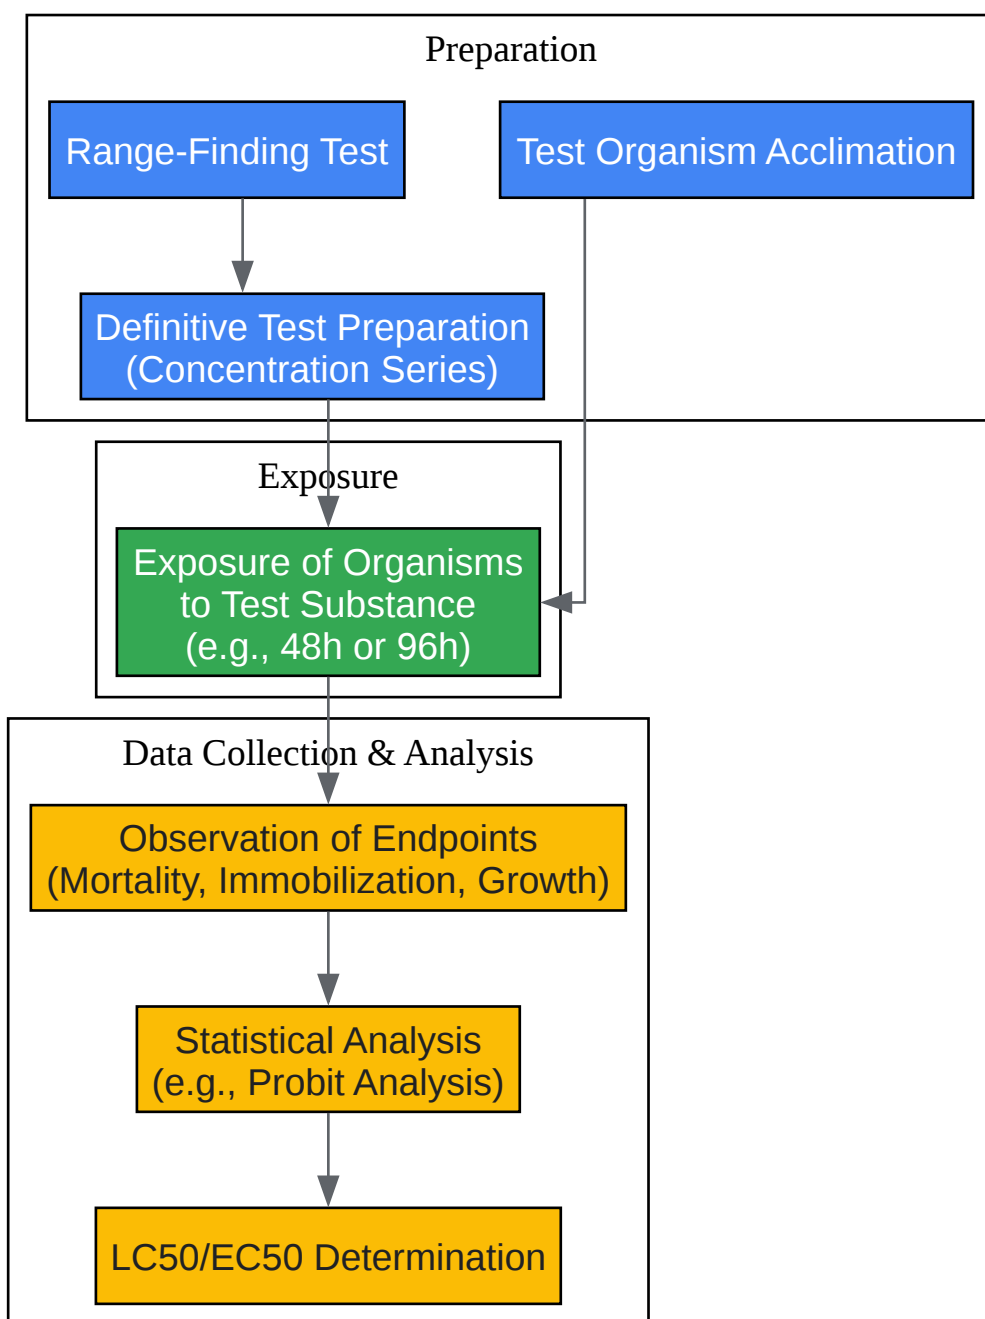 Preparation
Range-Finding Test
Test Organism Acclimation
Definitive Test Preparation
(Concentration Series)
Exposure
Exposure of Organisms
to Test Substance
(e.g., 48h or 96h)
Data Collection & Analysis
Observation of Endpoints
(Mortality, Immobilization, Growth)
Statistical Analysis
(e.g., Probit Analysis)
LC50/EC50 Determination